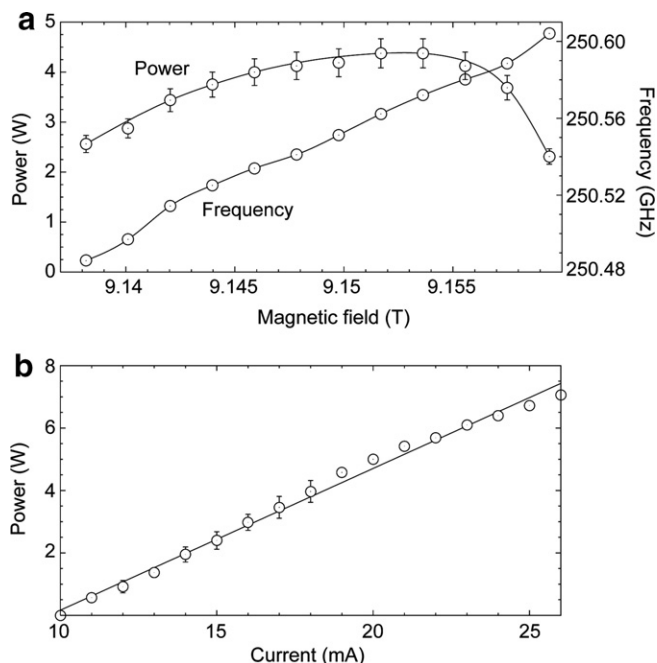 a
Power (W)
5
4
3
2
1
0
Power
Frequency
250.60
250.56
250.52
250.48
Frequency (GHz)
9.14 9.145 9.15 9.155
Magnetic field (T)
b
Power (W)
8
6
4
2
10 15 20 25
Current (mA)